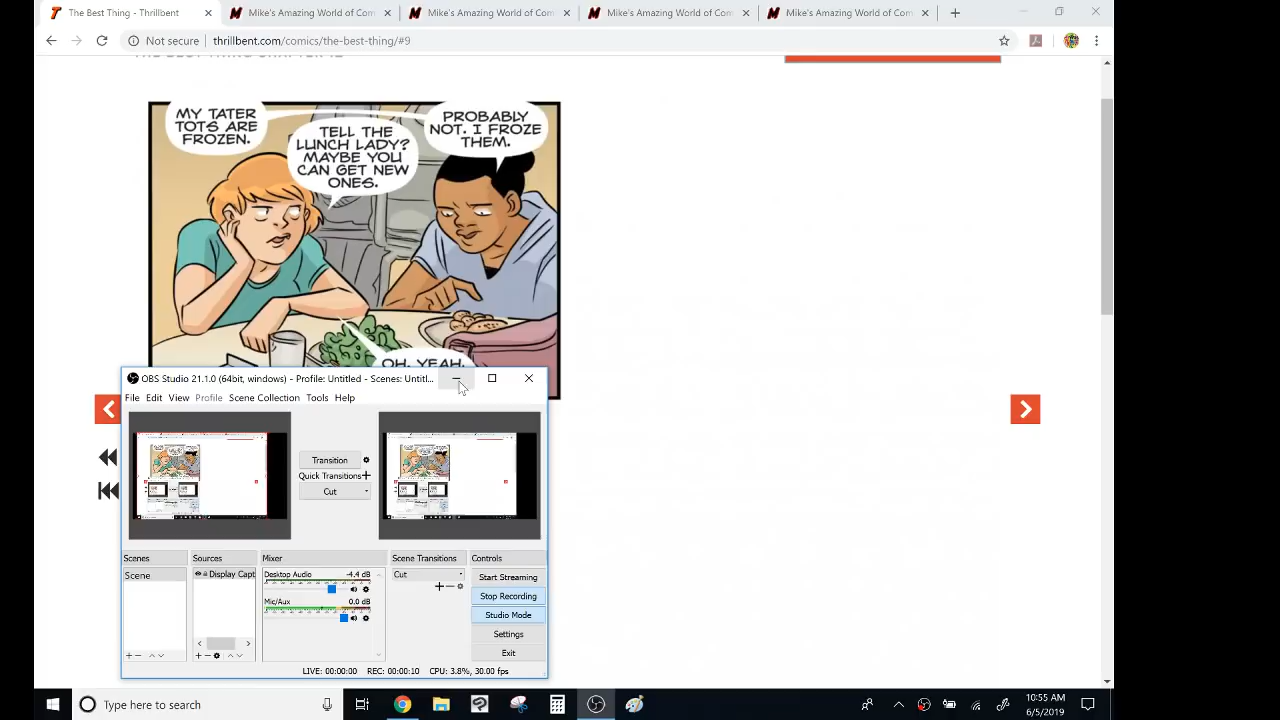 The Best Thing - Thrillbent
Mike's Amazing World of Com
Mike's Amazing World of Com
Mike's Amazing World of Com
Mike's Amazing World of Com
Not secure
thrillbent.com/comics/the-best-thing/#9
MY TATER
TOTS ARE
FROZEN.
TELL THE
LUNCH LADY?
MAYBE YOU
CAN GET NEW
ONES.
PROBABLY
NOT. I FROZE
THEM.
OH, YEAH.
OBS Studio 21.1.0 (64bit, windows) - Profile: Untitled - Scenes: Untitl...
File Edit View Profile Scene Collection Tools Help
Transition
Quick Transitions
Cut
Scenes
Scene
Sources
Display Capt
Mixer
Desktop Audio -4.4 dB
Mic/Aux 0.0 dB
Scene Transitions
Cut
Controls
Start Streaming
Stop Recording
Studio Mode
Settings
Exit
LIVE: 00:00:00 REC: 00:00:10 CPU: 3.8%, 30.00 fps
Type here to search
10:55 AM
6/5/2019